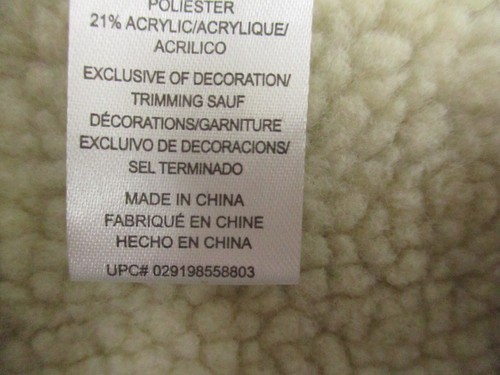 POLIESTER
21% ACRYLIC/ACRYLIQUE/
ACRILICO
EXCLUSIVE OF DECORATION/
TRIMMING SAUF
DÉCORATIONS/GARNITURE
EXCLUIVO DE DECORACIONS/
SEL TERMINADO
MADE IN CHINA
FABRIQUÉ EN CHINE
HECHO EN CHINA
UPC# 029198558803